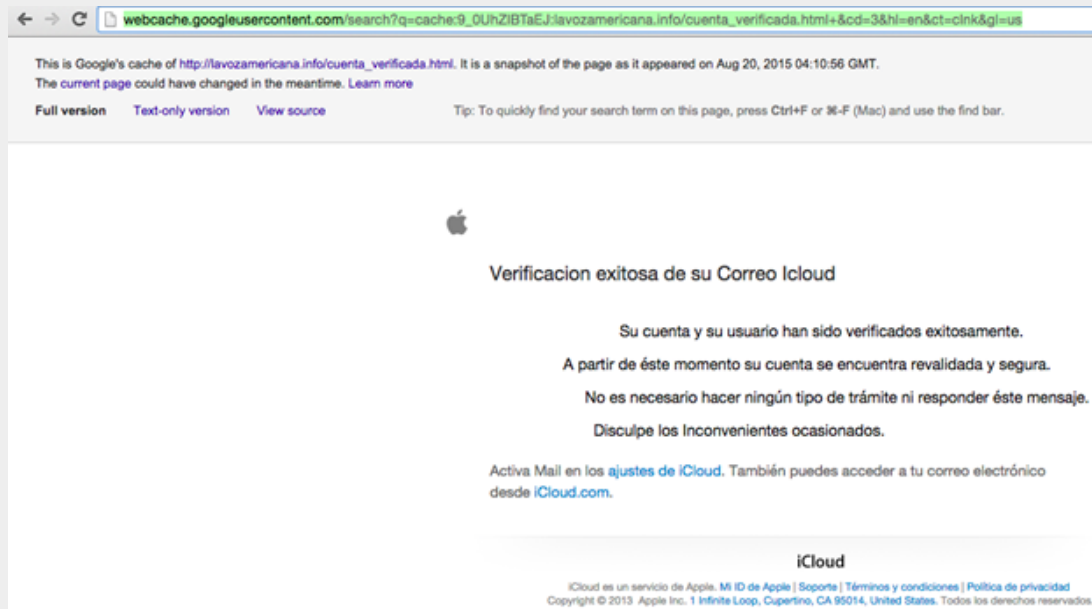 webcache.googleusercontent.com/search?q=cache:9_0UhZIBTaEJ:lavozamericana.info/cuenta_verificada.html+&cd=3&hl=en&ct=clnk&gl=us
This is Google's cache of http://lavozamericana.info/cuenta_verificada.html. It is a snapshot of the page as it appeared on Aug 20, 2015 04:10:56 GMT.
The current page could have changed in the meantime. Learn more
Full version Text-only version View source Tip: To quickly find your search term on this page, press Ctrl+F or ⌘-F (Mac) and use the find bar.
Verificacion exitosa de su Correo Icloud
Su cuenta y su usuario han sido verificados exitosamente.
A partir de éste momento su cuenta se encuentra revalidada y segura.
No es necesario hacer ningún tipo de trámite ni responder éste mensaje.
Disculpe los Inconvenientes ocasionados.
Activa Mail en los ajustes de iCloud. También puedes acceder a tu correo electrónico
desde iCloud.com.
iCloud
iCloud es un servicio de Apple. Mi ID de Apple | Soporte | Términos y condiciones | Política de privacidad
Copyright © 2013 Apple Inc. 1 Infinite Loop, Cupertino, CA 95014, United States. Todos los derechos reservados